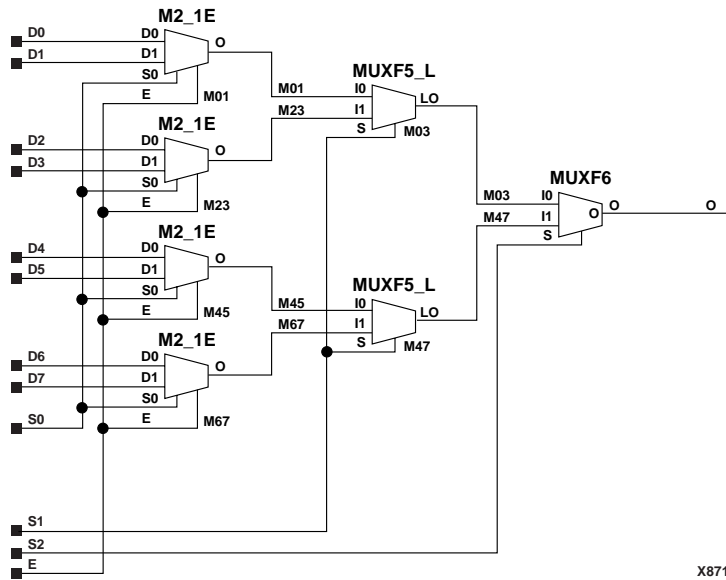 M2_1E
D0 D0 O
D1 D1
S0
E M01
M2_1E
D2 D0 O
D3 D1
S0
E M23
M2_1E
D4 D0 O
D5 D1
S0
E M45
M2_1E
D6 D0 O
D7 D1
S0
E M67
S0
MUXF5_L
M01 I0 LO
M23 I1
S M03
MUXF5_L
M45 I0 LO
M67 I1
S M47
MUXF6
M03 I0 O O O
M47 I1
S
S1
S2
E